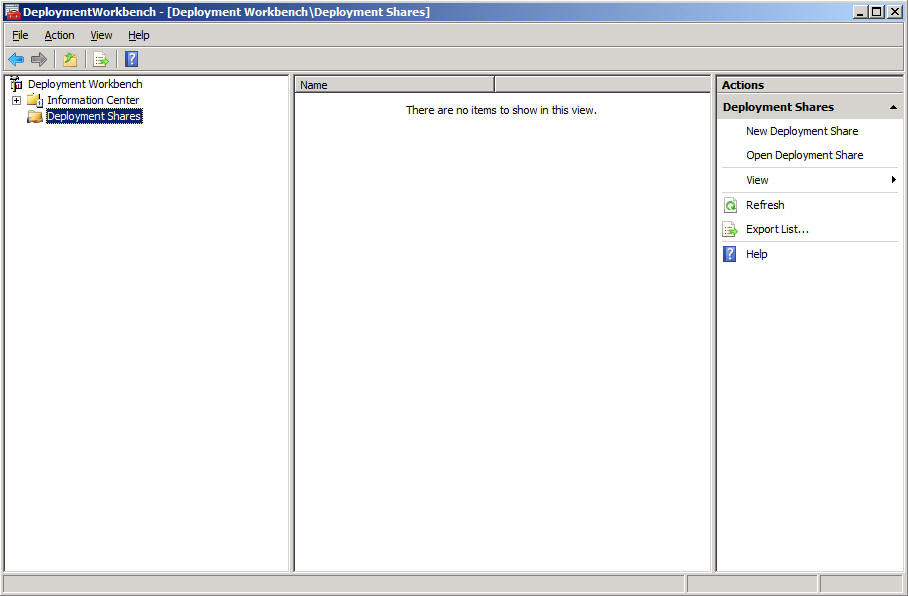 DeploymentWorkbench - [Deployment Workbench\Deployment Shares]
File Action View Help
Deployment Workbench
Information Center
Deployment Shares
Name
There are no items to show in this view.
Actions
Deployment Shares
New Deployment Share
Open Deployment Share
View
Refresh
Export List...
Help